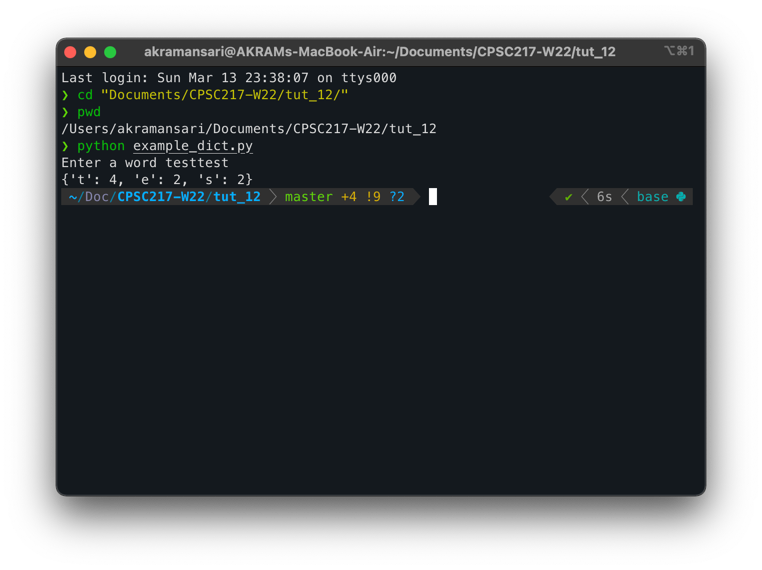 akramansari@AKRAMs-MacBook-Air:~/Documents/CPSC217-W22/tut_12 ⌥⌘1
Last login: Sun Mar 13 23:38:07 on ttys000
❯ cd "Documents/CPSC217-W22/tut_12/"
❯ pwd
/Users/akramansari/Documents/CPSC217-W22/tut_12
❯ python example_dict.py
Enter a word testtest
{'t': 4, 'e': 2, 's': 2}
~/Doc/CPSC217-W22/tut_12 master +4 !9 ?2 ✔ 6s base